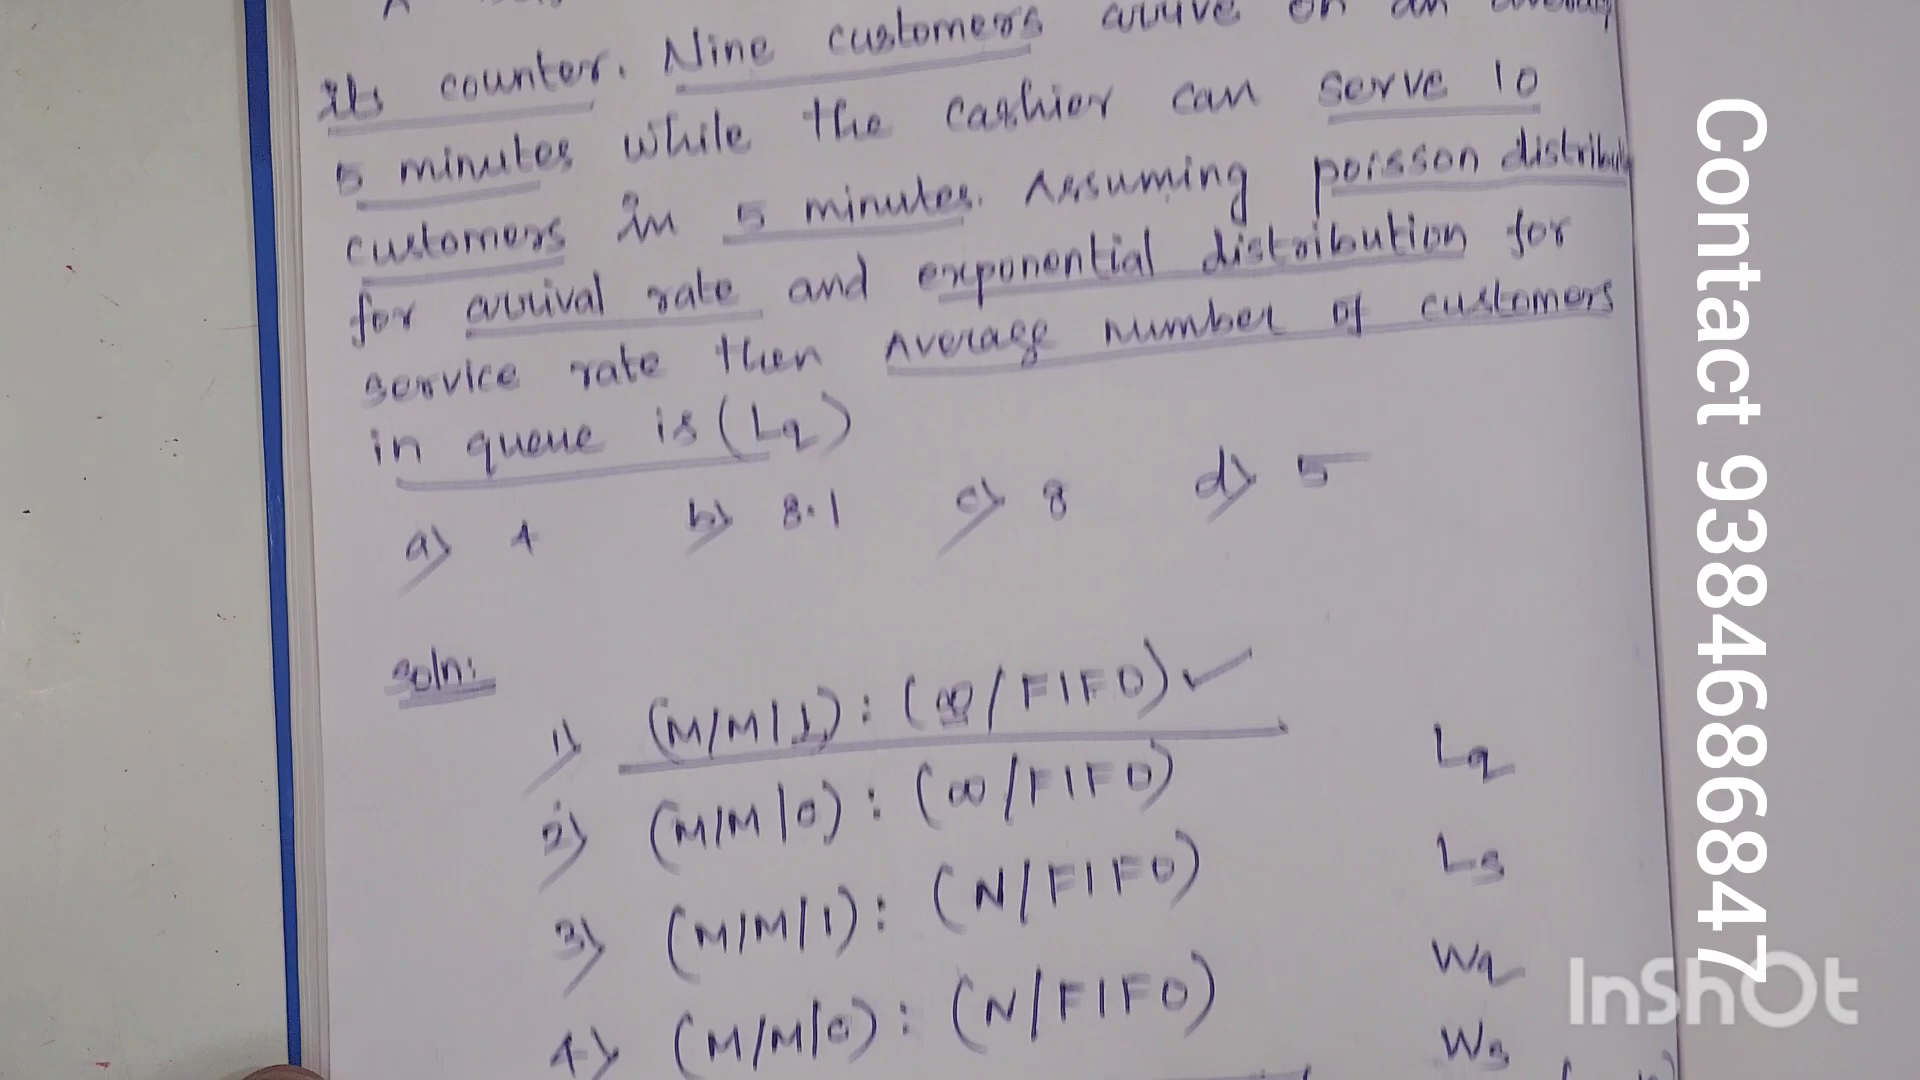 its counter. Nine customers arrive on an average
5 minutes while the cashier can serve 10
customers in 5 minutes. Assuming poisson distribu
for arrival rate and exponential distribution for
service rate then Average number of customers
in queue is (Lq)
a) 4 b) 8.1 c) 8 d) 5
Soln:
1) (M/M/1) : (∞/FIFO) ✓
2) (M/M/C) : (∞/FIFO)
3) (M/M/1) : (N/FIFO)
4) (M/M/C) : (N/FIFO)
Lq
Ls
Wq
Ws
Contact 9384686847
InShOt